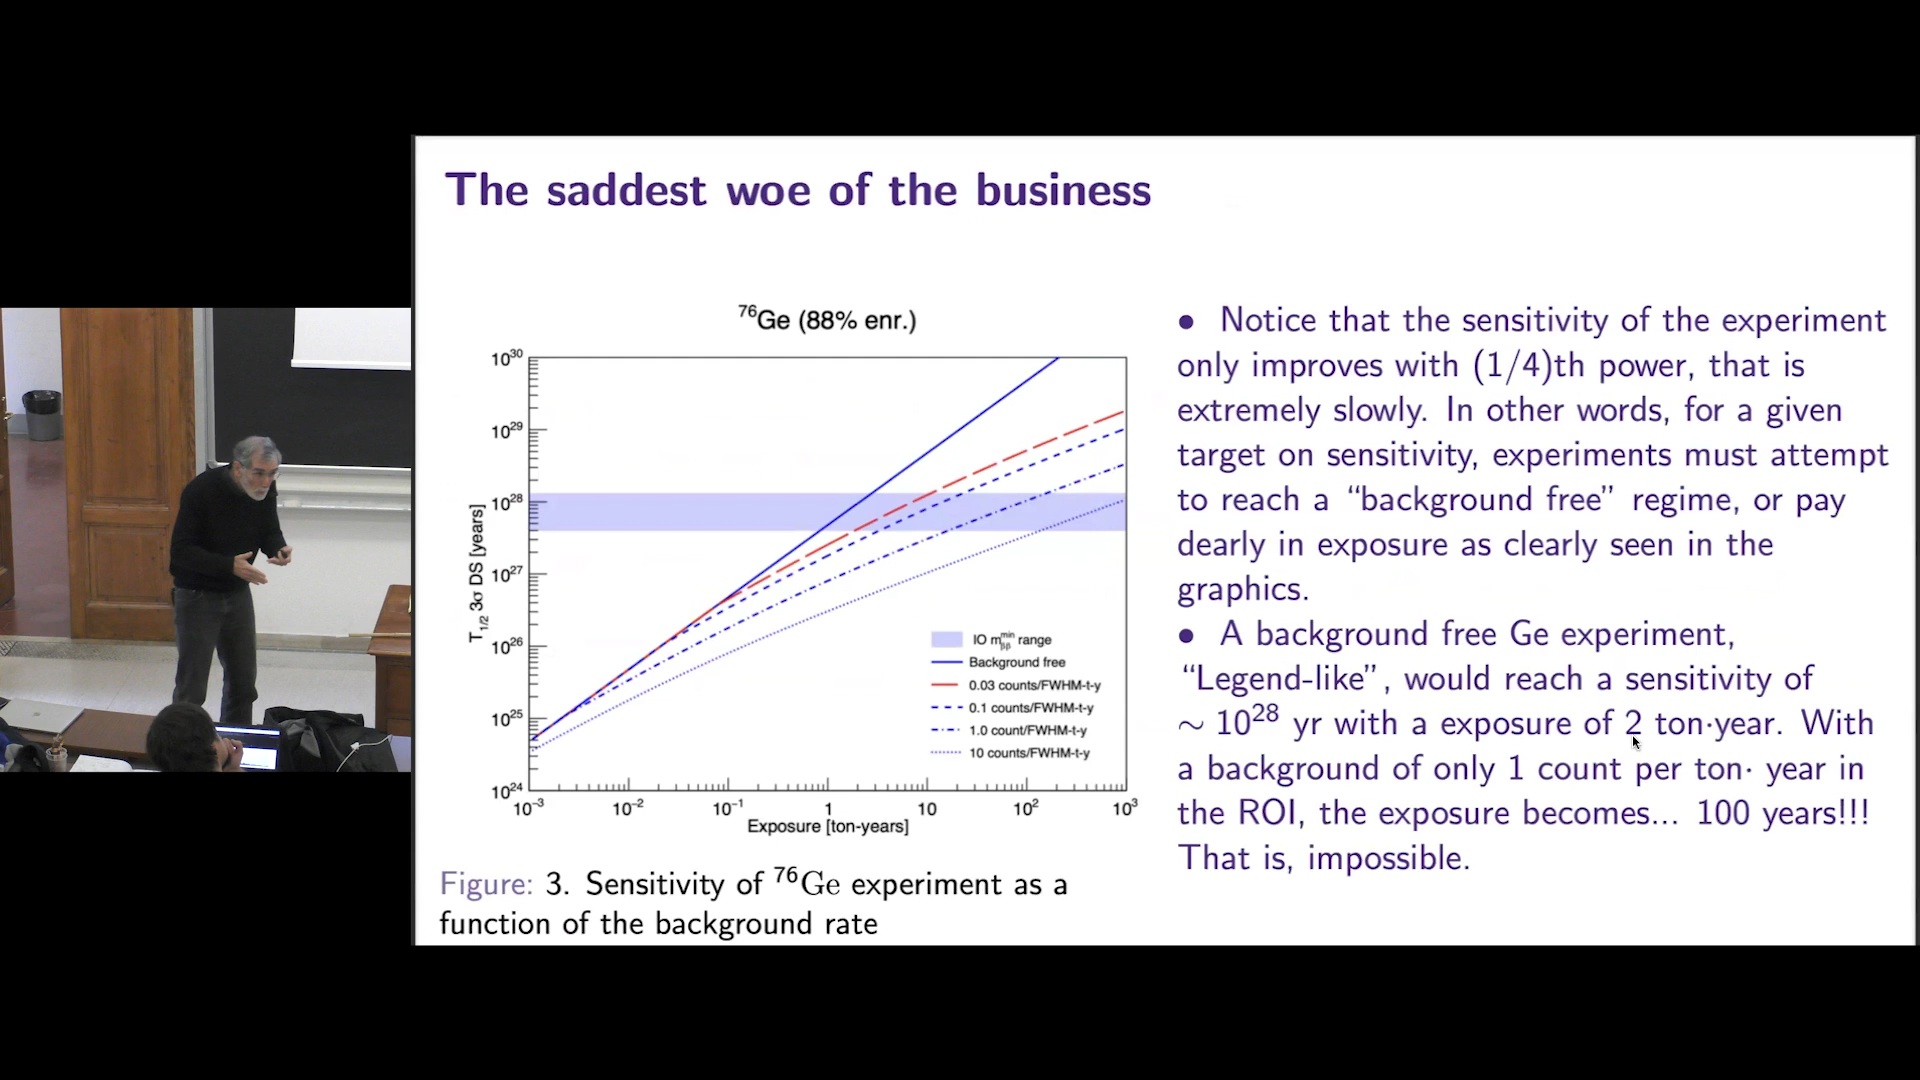 The saddest woe of the business
⁷⁶Ge (88% enr.)
T₁/₂ 3σ DS [years]
10³⁰
10²⁹
10²⁸
10²⁷
10²⁶
10²⁵
10²⁴
IO m_ββ^min range
Background free
0.03 counts/FWHM-t-y
0.1 counts/FWHM-t-y
1.0 count/FWHM-t-y
10 counts/FWHM-t-y
10⁻³ 10⁻² 10⁻¹ 1 10 10² 10³
Exposure [ton-years]
Figure: 3. Sensitivity of ⁷⁶Ge experiment as a
function of the background rate
• Notice that the sensitivity of the experiment
only improves with (1/4)th power, that is
extremely slowly. In other words, for a given
target on sensitivity, experiments must attempt
to reach a “background free” regime, or pay
dearly in exposure as clearly seen in the
graphics.
• A background free Ge experiment,
“Legend-like”, would reach a sensitivity of
∼ 10²⁸ yr with a exposure of 2 ton·year. With
a background of only 1 count per ton· year in
the ROI, the exposure becomes... 100 years!!!
That is, impossible.